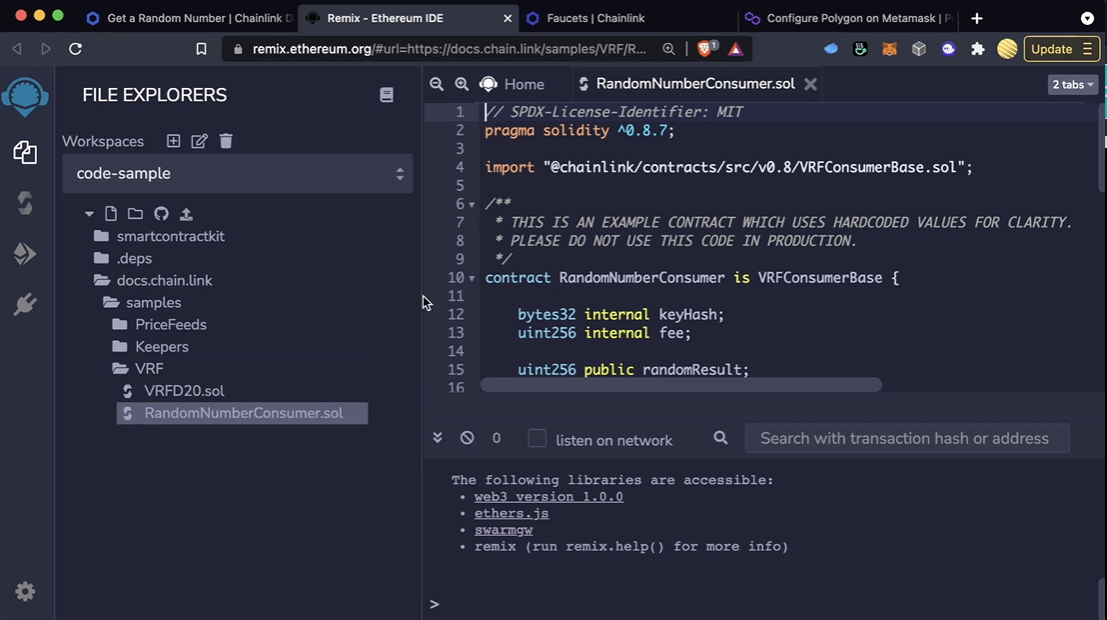 Get a Random Number | Chainlink D
Remix - Ethereum IDE
Faucets | Chainlink
Configure Polygon on Metamask | P
remix.ethereum.org/#url=https://docs.chain.link/samples/VRF/R...
1
Update
FILE EXPLORERS
Home
RandomNumberConsumer.sol
2 tabs
Workspaces
code-sample
smartcontractkit
.deps
docs.chain.link
samples
PriceFeeds
Keepers
VRF
VRFD20.sol
RandomNumberConsumer.sol
1 // SPDX-License-Identifier: MIT
2 pragma solidity ^0.8.7;
3
4 import "@chainlink/contracts/src/v0.8/VRFConsumerBase.sol";
5
6 /**
7 * THIS IS AN EXAMPLE CONTRACT WHICH USES HARDCODED VALUES FOR CLARITY.
8 * PLEASE DO NOT USE THIS CODE IN PRODUCTION.
9 */
10 contract RandomNumberConsumer is VRFConsumerBase {
11
12 bytes32 internal keyHash;
13 uint256 internal fee;
14
15 uint256 public randomResult;
16
0 listen on network Search with transaction hash or address
The following libraries are accessible:
• web3 version 1.0.0
• ethers.js
• swarmgw
• remix (run remix.help() for more info)
>